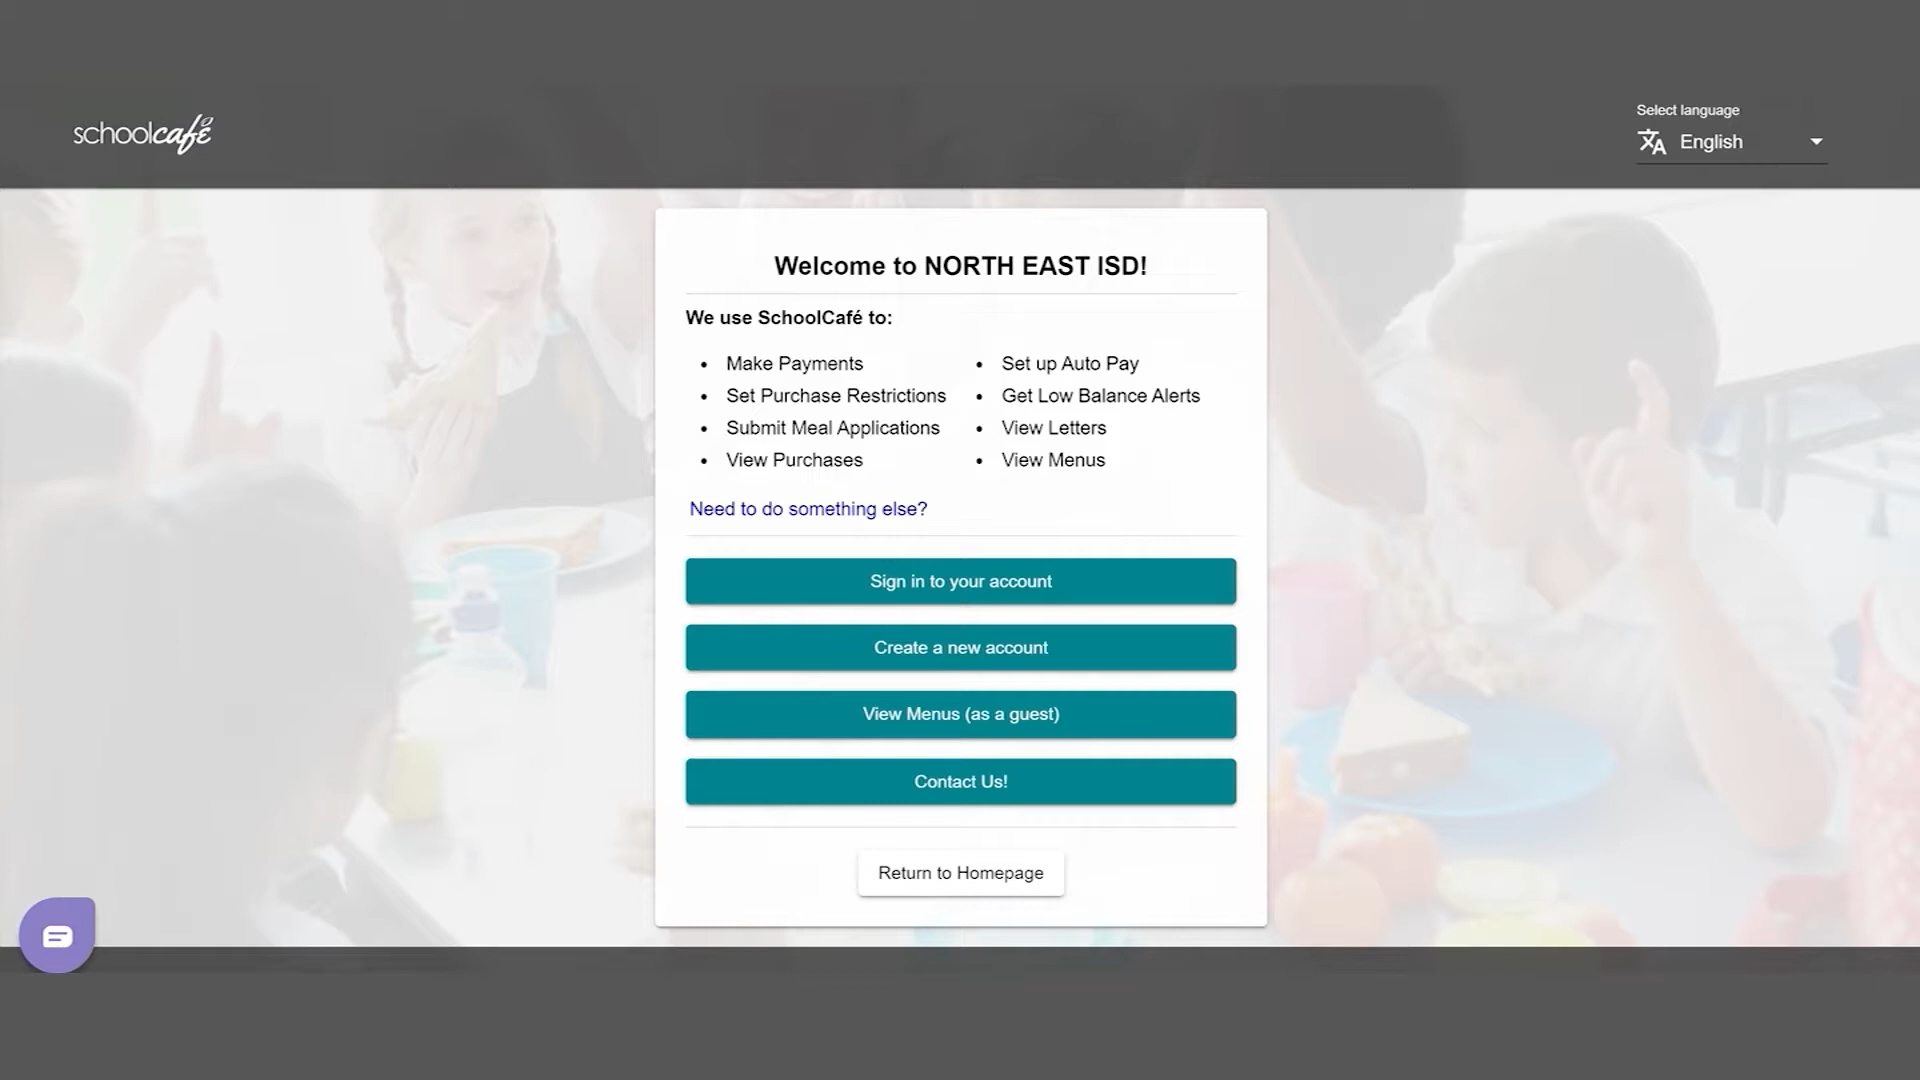 schoolcafé
Select language
English
Welcome to NORTH EAST ISD!
We use SchoolCafé to:
• Make Payments
• Set Purchase Restrictions
• Submit Meal Applications
• View Purchases
• Set up Auto Pay
• Get Low Balance Alerts
• View Letters
• View Menus
Need to do something else?
Sign in to your account
Create a new account
View Menus (as a guest)
Contact Us!
Return to Homepage